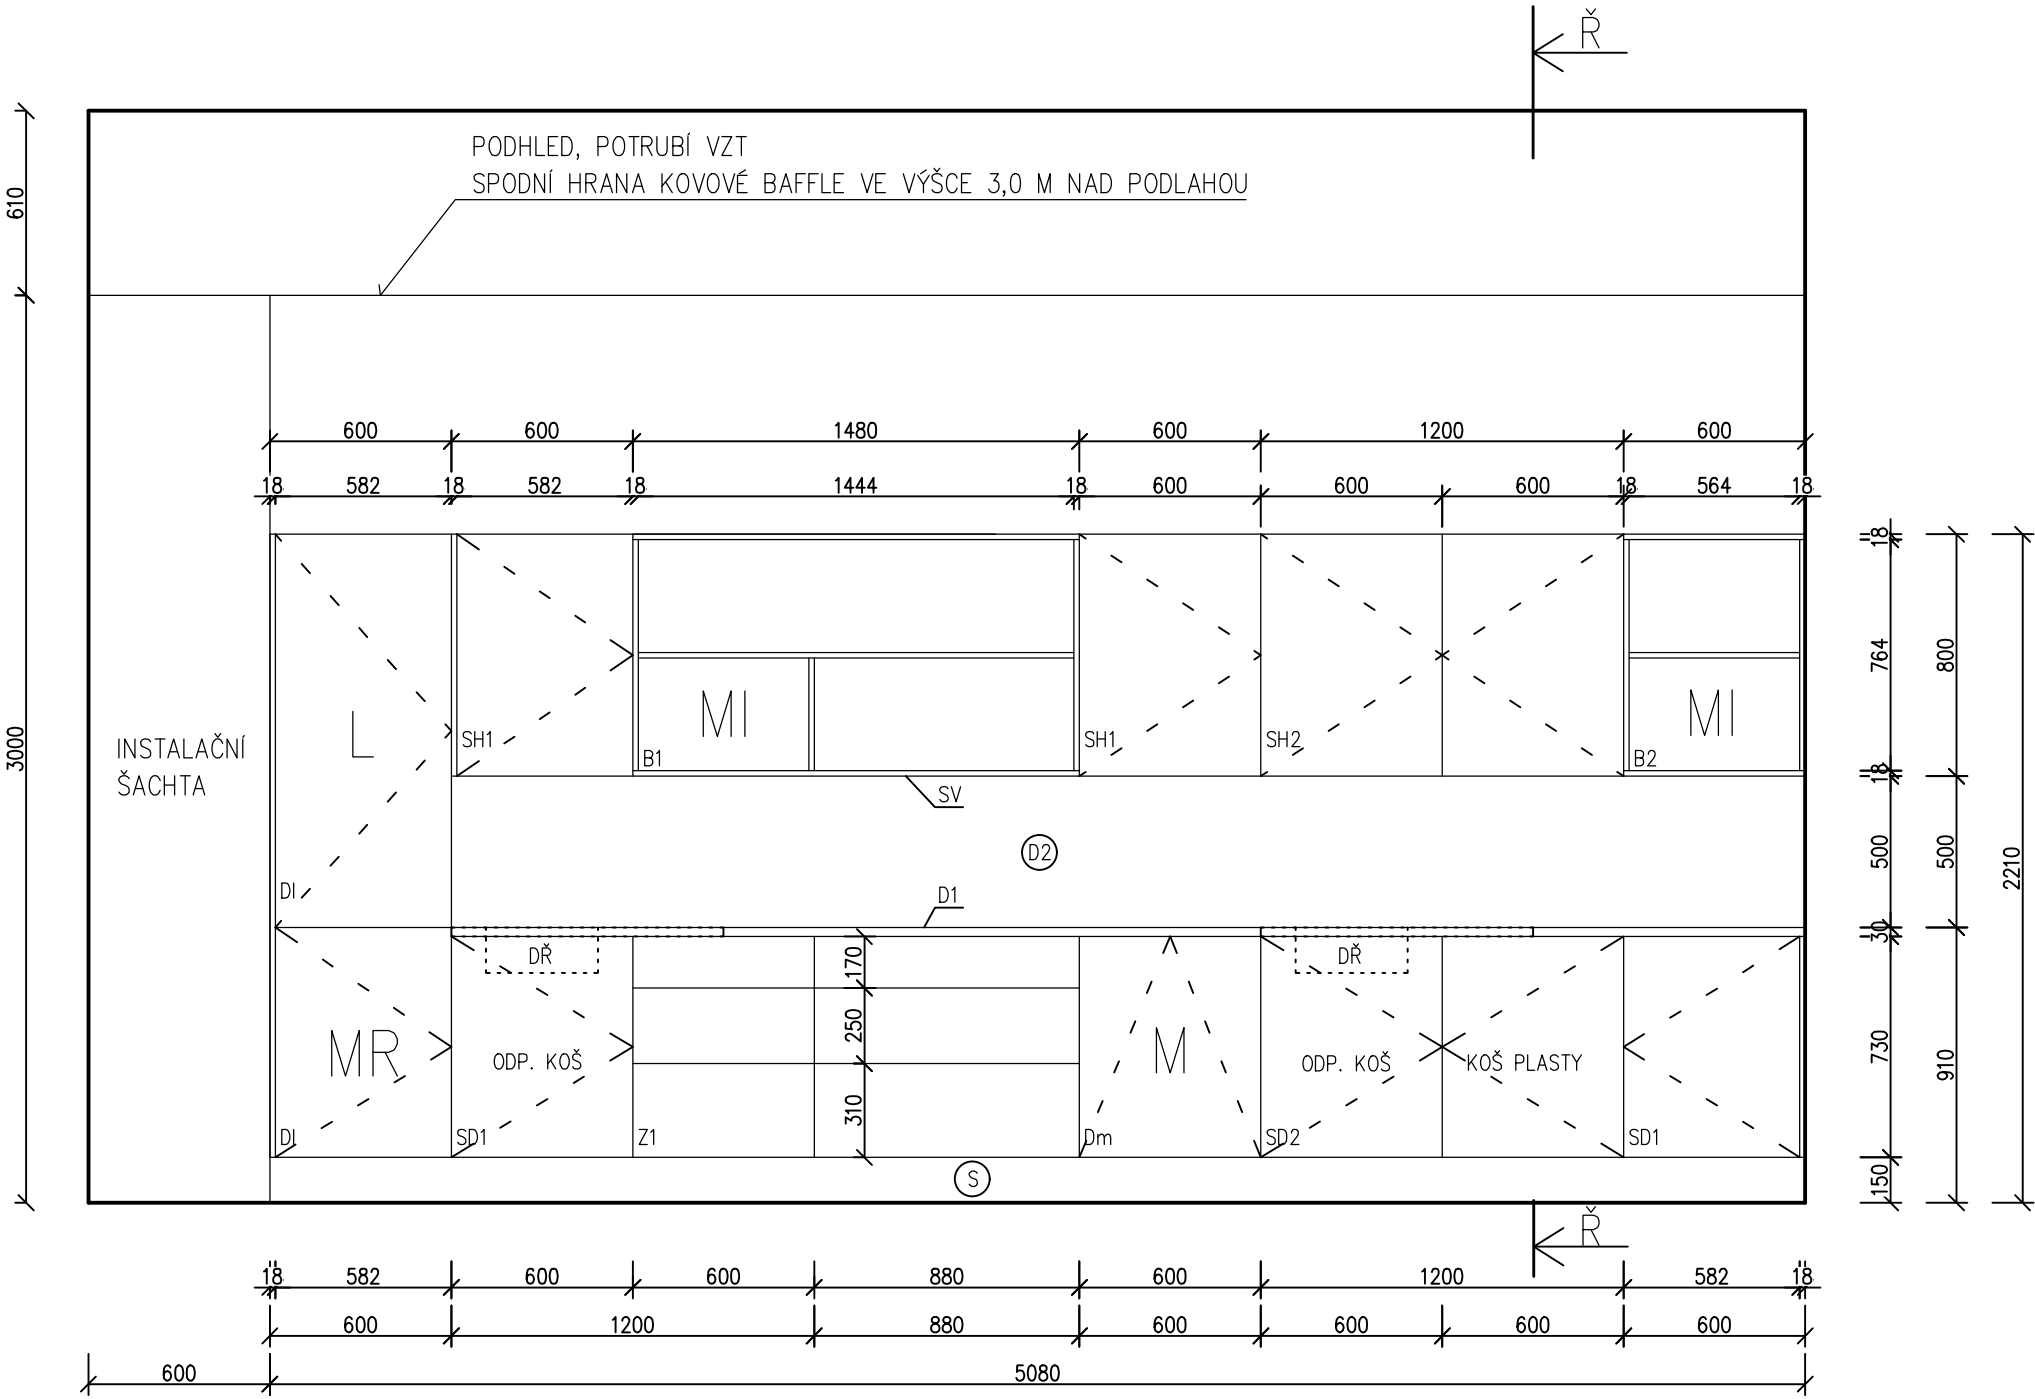 Ř
PODHLED, POTRUBÍ VZT
SPODNÍ HRANA KOVOVÉ BAFFLE VE VÝŠCE 3,0 M NAD PODLAHOU
610
3000
600 600 1480 600 1200 600
18 582 18 582 18 1444 18 600 600 600 18 564 18
INSTALAČNÍ
ŠACHTA
L
DI
SH1
MI
B1
SH1
SH2
MI
B2
SV
D2
D1
DŘ
DŘ
MR
DI
ODP. KOŠ
SD1
Z1
170
250
310
M
Dm
ODP. KOŠ
SD2
KOŠ PLASTY
SD1
S
18
764
18
500
30
730
150
800
500
910
2210
Ř
18 582 600 600 880 600 1200 582 18
600 1200 880 600 600 600 600
600 5080